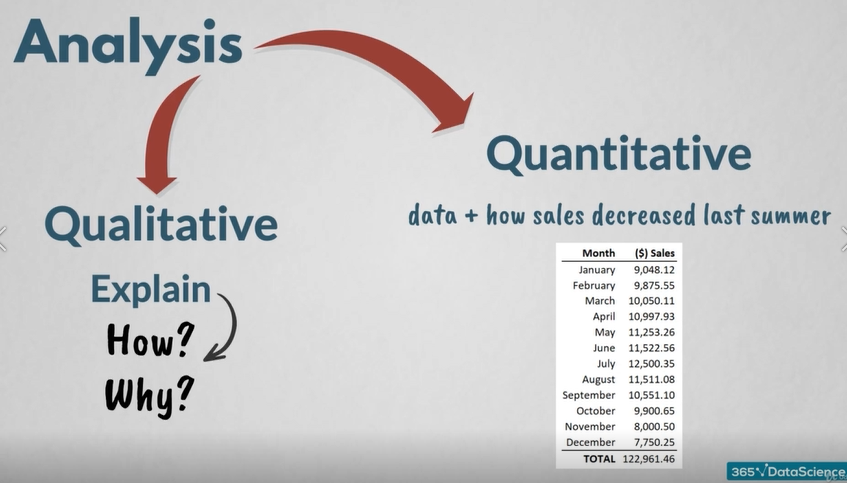 Analysis
Qualitative
Explain
How?
Why?
Quantitative
data + how sales decreased last summer
Month ($) Sales
January 9,048.12
February 9,875.55
March 10,050.11
April 10,997.93
May 11,253.26
June 11,522.56
July 12,500.35
August 11,511.08
September 10,551.10
October 9,900.65
November 8,000.50
December 7,750.25
TOTAL 122,961.46
365 DataScience